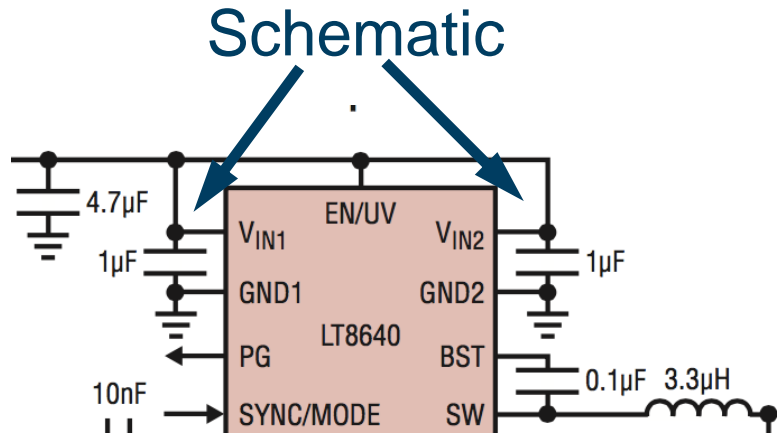 Schematic
.
4.7µF
EN/UV
VIN1
VIN2
1µF
1µF
GND1
GND2
LT8640
PG
BST
10nF
0.1µF
3.3µH
SYNC/MODE
SW